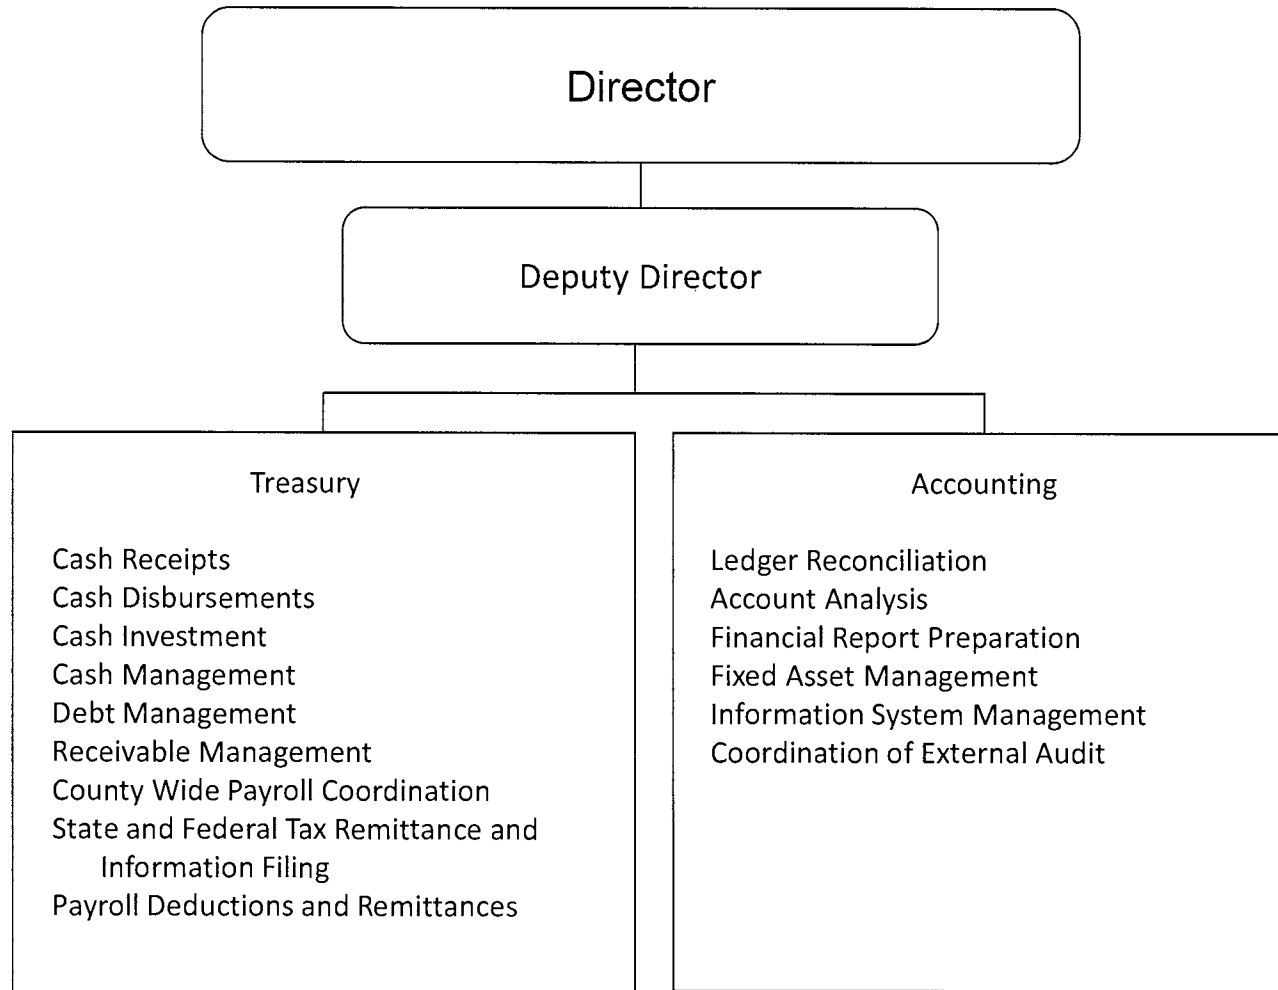 Director
Deputy Director
Treasury
Cash Receipts
Cash Disbursements
Cash Investment
Cash Management
Debt Management
Receivable Management
County Wide Payroll Coordination
State and Federal Tax Remittance and
Information Filing
Payroll Deductions and Remittances
Accounting
Ledger Reconciliation
Account Analysis
Financial Report Preparation
Fixed Asset Management
Information System Management
Coordination of External Audit